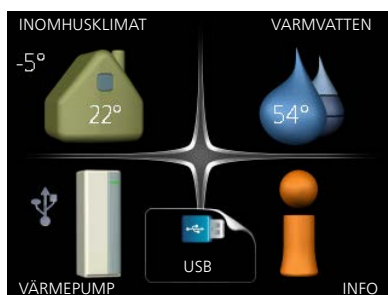 INOMHUSKLIMAT
VARMVATTEN
-5°
22°
54°
USB
VÄRMEPUMP
INFO